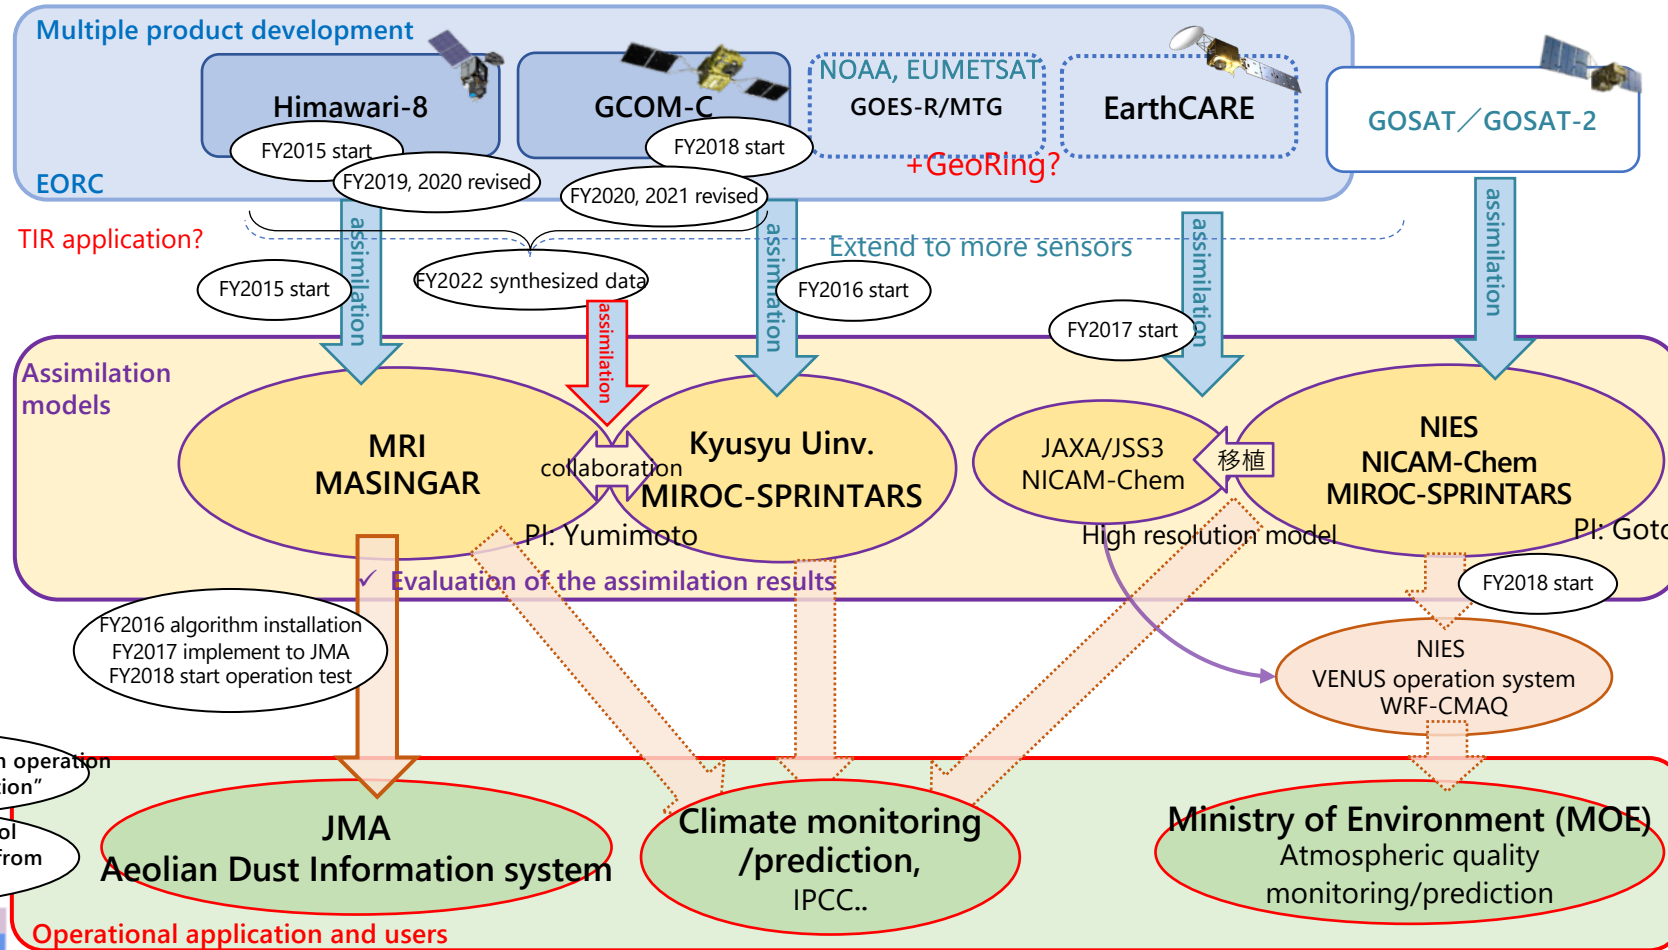 Multiple product development
Himawari-8
GCOM-C
NOAA, EUMETSAT
GOES-R/MTG
EarthCARE
GOSAT／GOSAT-2
FY2015 start
FY2018 start
+GeoRing?
EORC
FY2019, 2020 revised
FY2020, 2021 revised
TIR application?
assimilation
assimilation
Extend to more sensors
assimilation
assimilation
FY2015 start
FY2022 synthesized data
FY2016 start
FY2017 start
assimilation
Assimilation
models
MRI
MASINGAR
collaboration
Kyusyu Uinv.
MIROC-SPRINTARS
JAXA/JSS3
NICAM-Chem
移植
NIES
NICAM-Chem
MIROC-SPRINTARS
PI: Yumimoto
High resolution model
PI: Goto
✓ Evaluation of the assimilation results
FY2018 start
FY2016 algorithm installation
FY2017 implement to JMA
FY2018 start operation test
NIES
VENUS operation system
WRF-CMAQ
operation
tion”
ol
from
JMA
Aeolian Dust Information system
Climate monitoring
/prediction,
IPCC..
Ministry of Environment (MOE)
Atmospheric quality
monitoring/prediction
Operational application and users